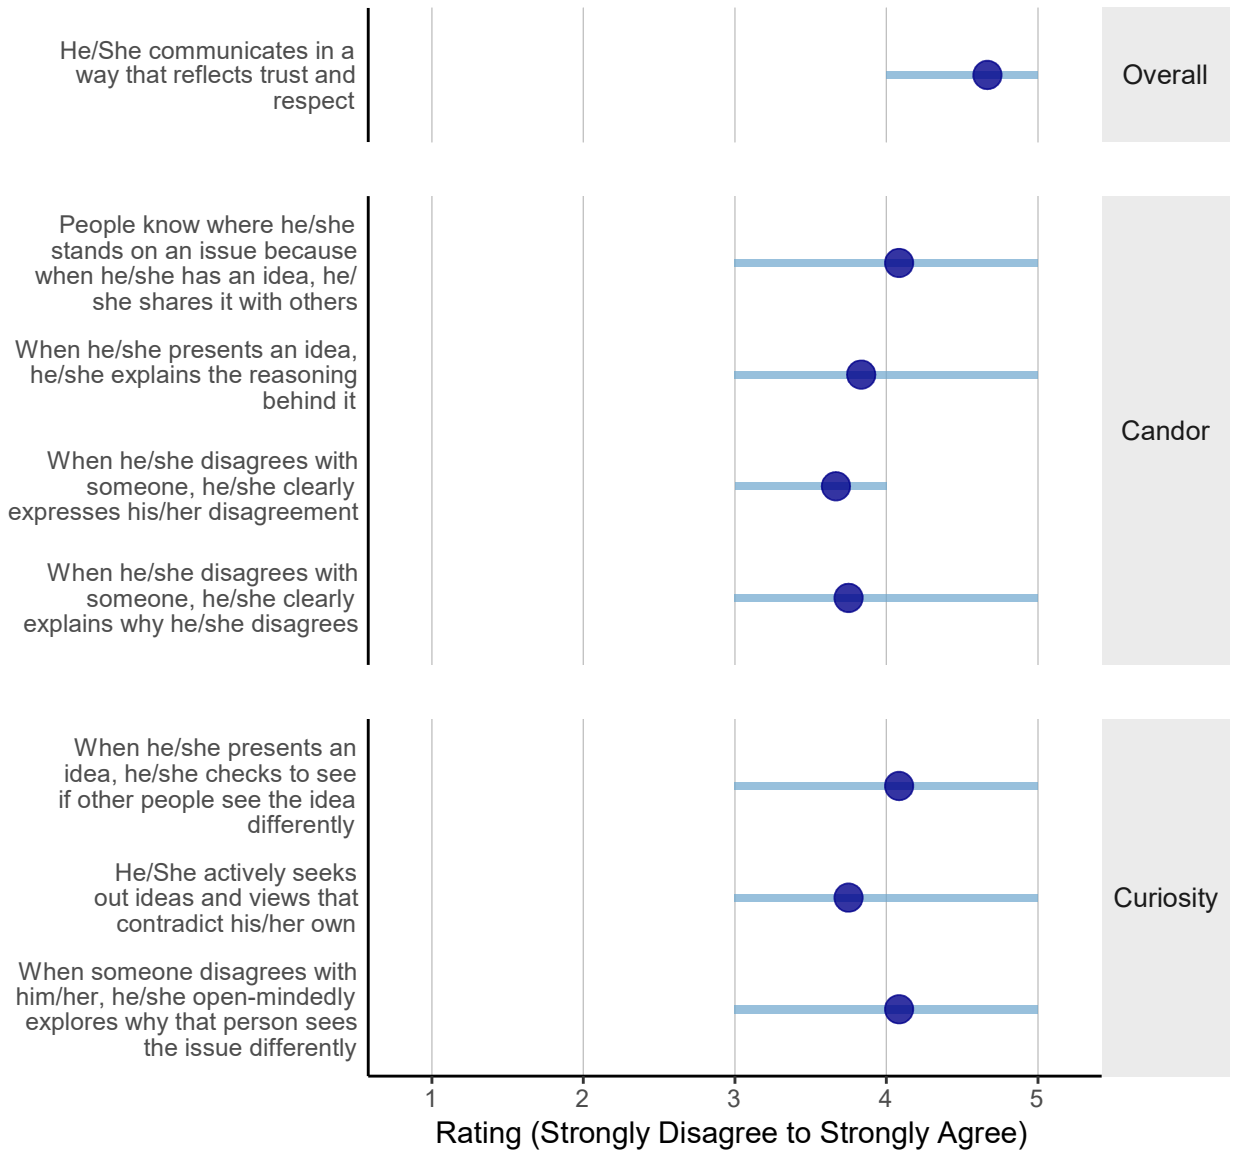 He/She communicates in a
way that reflects trust and
respect
Overall
People know where he/she
stands on an issue because
when he/she has an idea, he/
she shares it with others
When he/she presents an idea,
he/she explains the reasoning
behind it
When he/she disagrees with
someone, he/she clearly
expresses his/her disagreement
When he/she disagrees with
someone, he/she clearly
explains why he/she disagrees
Candor
When he/she presents an
idea, he/she checks to see
if other people see the idea
differently
He/She actively seeks
out ideas and views that
contradict his/her own
When someone disagrees with
him/her, he/she open-mindedly
explores why that person sees
the issue differently
Curiosity
1 2 3 4 5
Rating (Strongly Disagree to Strongly Agree)